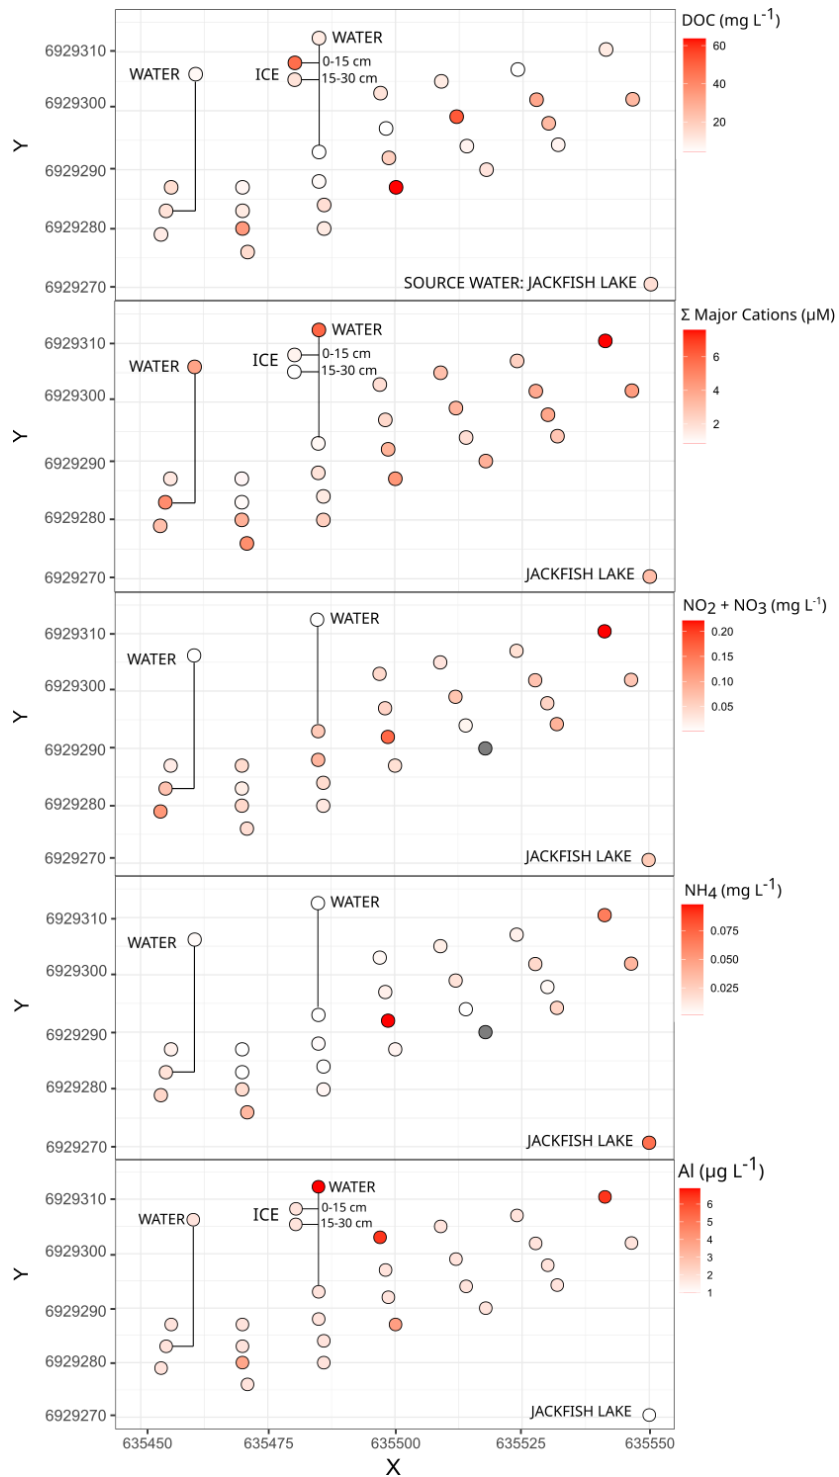 DOC (mg L⁻¹)
60
40
20
6929310
6929300
6929290
6929280
6929270
Y
WATER
WATER
ICE
0-15 cm
15-30 cm
SOURCE WATER: JACKFISH LAKE
Σ Major Cations (µM)
6
4
2
6929310
6929300
6929290
6929280
6929270
Y
WATER
WATER
ICE
0-15 cm
15-30 cm
JACKFISH LAKE
NO₂ + NO₃ (mg L⁻¹)
0.20
0.15
0.10
0.05
6929310
6929300
6929290
6929280
6929270
Y
WATER
WATER
JACKFISH LAKE
NH₄ (mg L⁻¹)
0.075
0.050
0.025
6929310
6929300
6929290
6929280
6929270
Y
WATER
WATER
JACKFISH LAKE
Al (µg L⁻¹)
6
5
4
3
2
1
6929310
6929300
6929290
6929280
6929270
Y
WATER
WATER
ICE
0-15 cm
15-30 cm
JACKFISH LAKE
635450
635475
635500
635525
635550
X